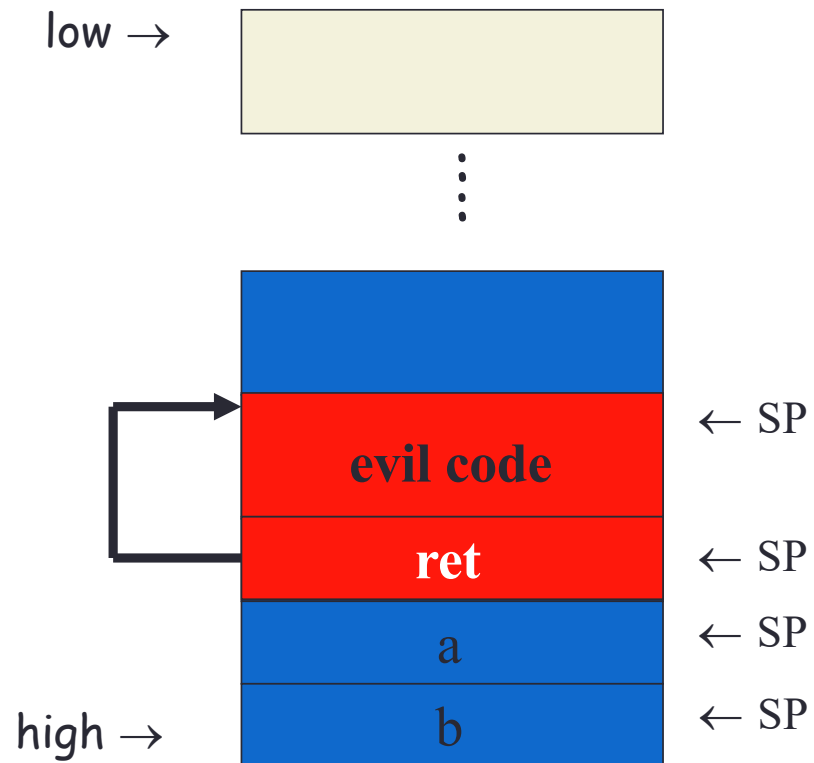 low →
evil code
← SP
ret
← SP
a
← SP
b
← SP
high →